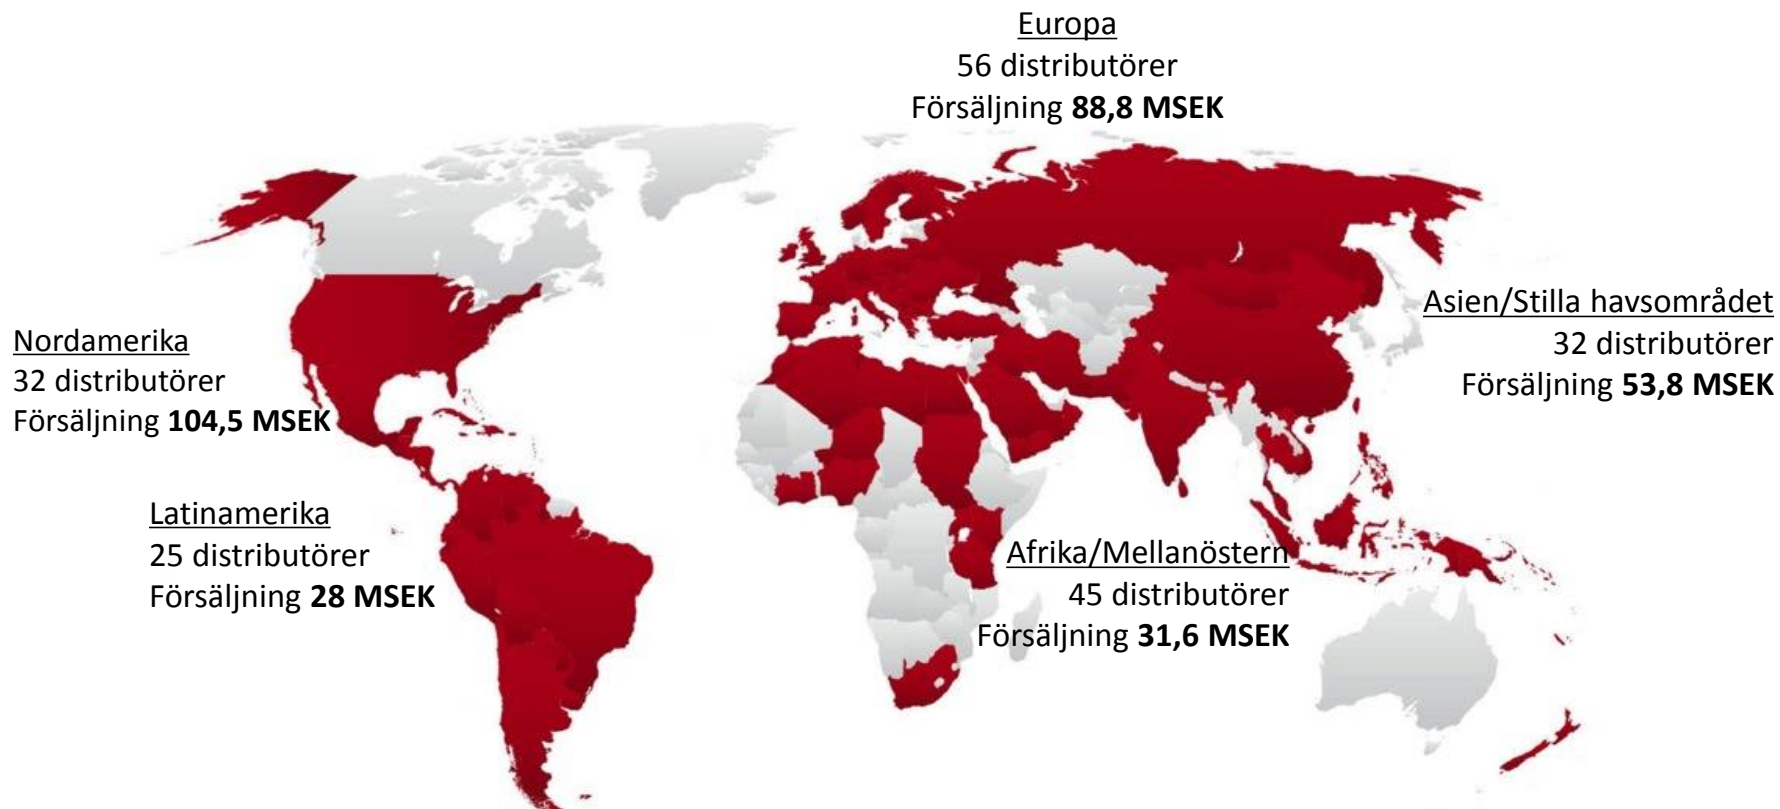 Europa
56 distributörer
Försäljning 88,8 MSEK
Nordamerika
32 distributörer
Försäljning 104,5 MSEK
Asien/Stilla havsområdet
32 distributörer
Försäljning 53,8 MSEK
Latinamerika
25 distributörer
Försäljning 28 MSEK
Afrika/Mellanöstern
45 distributörer
Försäljning 31,6 MSEK